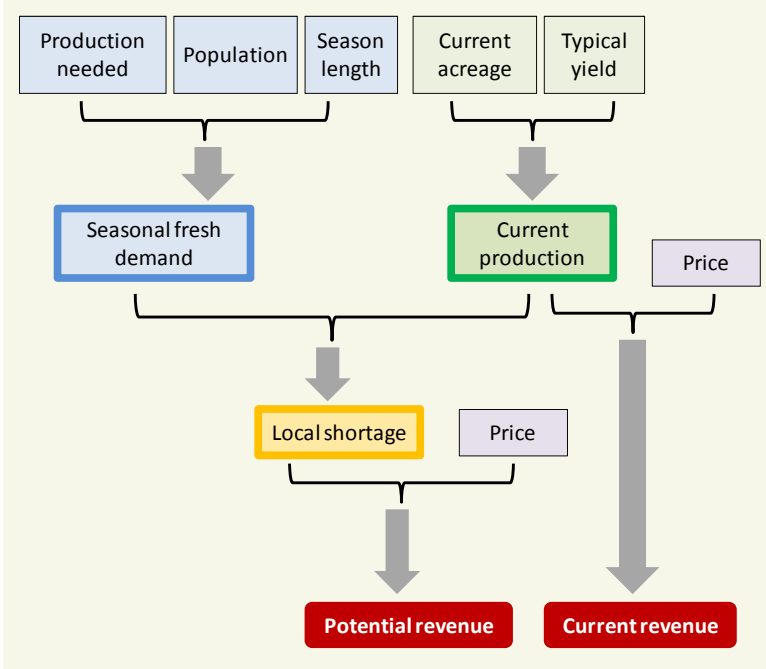 Production
needed
Population
Season
length
Current
acreage
Typical
yield
Seasonal fresh
demand
Current
production
Price
Local shortage
Price
Potential revenue
Current revenue